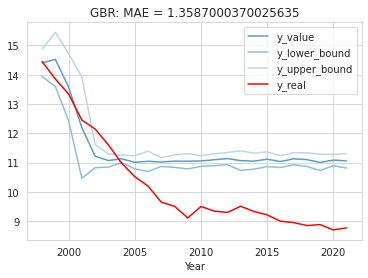 GBR: MAE = 1.3587000370025635
y_value
y_lower_bound
y_upper_bound
y_real
15
14
13
12
11
10
9
2000
2005
2010
2015
2020
Year